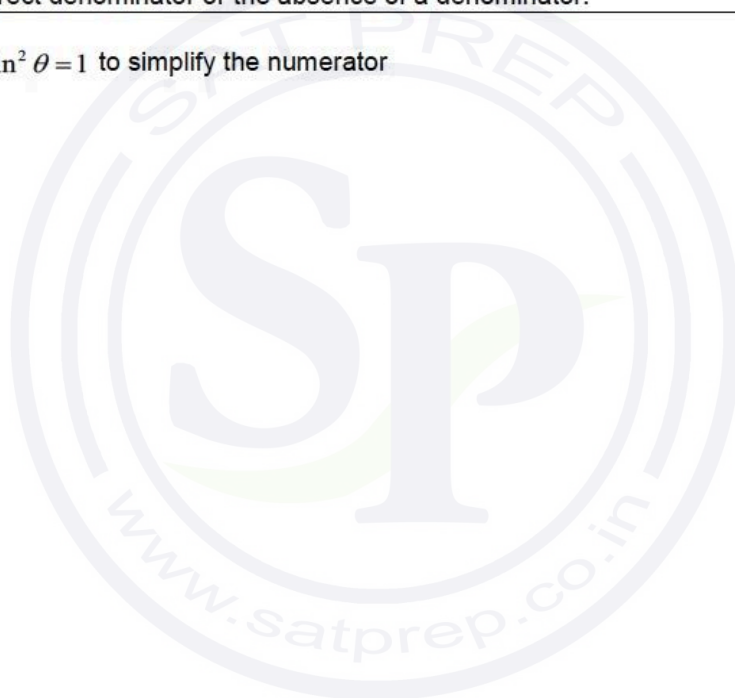 denominator or the absence of a denominator.
n² θ = 1 to simplify the numerator
SAT PREP
SP
www.satprep.co.in